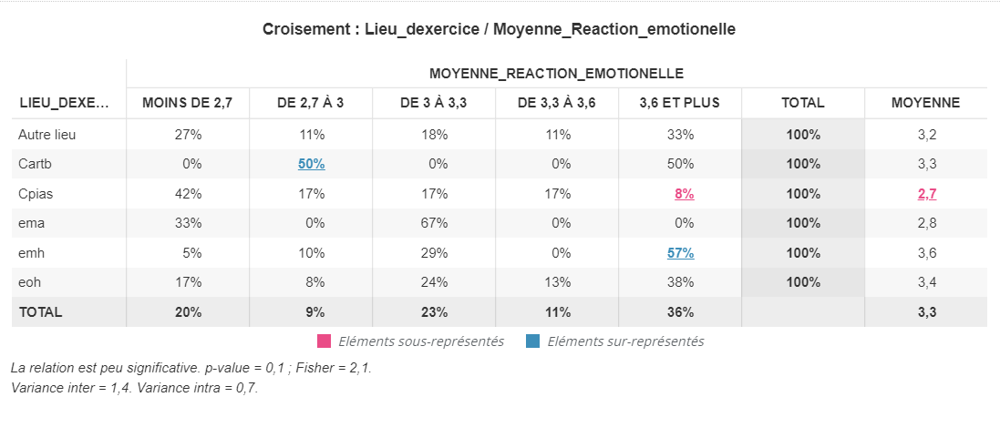 Croisement : Lieu_dexercice / Moyenne_Reaction_emotionelle
MOYENNE_REACTION_EMOTIONELLE
LIEU_DEXE… MOINS DE 2,7 DE 2,7 À 3 DE 3 À 3,3 DE 3,3 À 3,6 3,6 ET PLUS TOTAL MOYENNE
Autre lieu 27% 11% 18% 11% 33% 100% 3,2
Cartb 0% 50% 0% 0% 50% 100% 3,3
Cpias 42% 17% 17% 17% 8% 100% 2,7
ema 33% 0% 67% 0% 0% 100% 2,8
emh 5% 10% 29% 0% 57% 100% 3,6
eoh 17% 8% 24% 13% 38% 100% 3,4
TOTAL 20% 9% 23% 11% 36% 3,3
Eléments sous-représentés Eléments sur-représentés
La relation est peu significative. p-value = 0,1 ; Fisher = 2,1.
Variance inter = 1,4. Variance intra = 0,7.